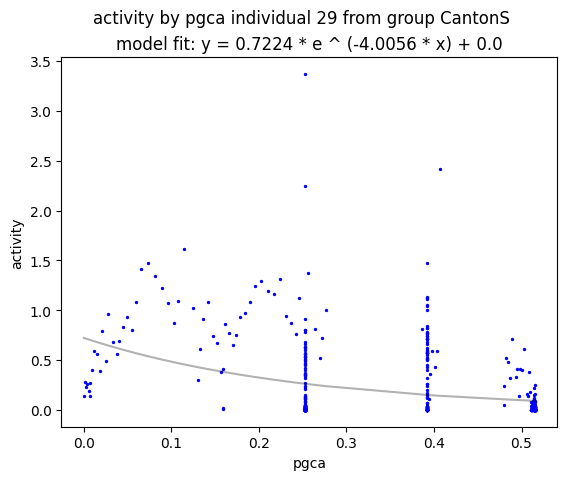 activity by pgca individual 29 from group CantonS
model fit: y = 0.7224 * e ^ (-4.0056 * x) + 0.0
3.5
3.0
2.5
2.0
1.5
1.0
0.5
0.0
activity
0.0 0.1 0.2 0.3 0.4 0.5
pgca